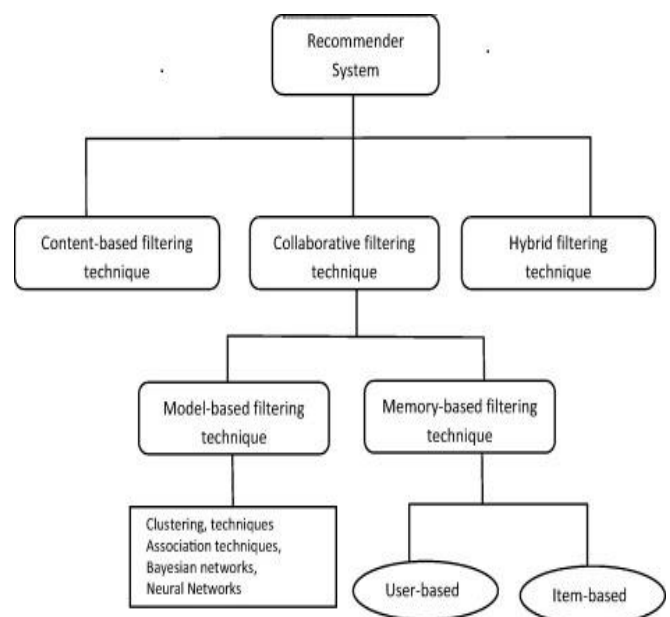 Recommender
System
Content-based filtering
technique
Collaborative filtering
technique
Hybrid filtering
technique
Model-based filtering
technique
Memory-based filtering
technique
Clustering, techniques
Association techniques,
Bayesian networks,
Neural Networks
User-based
Item-based